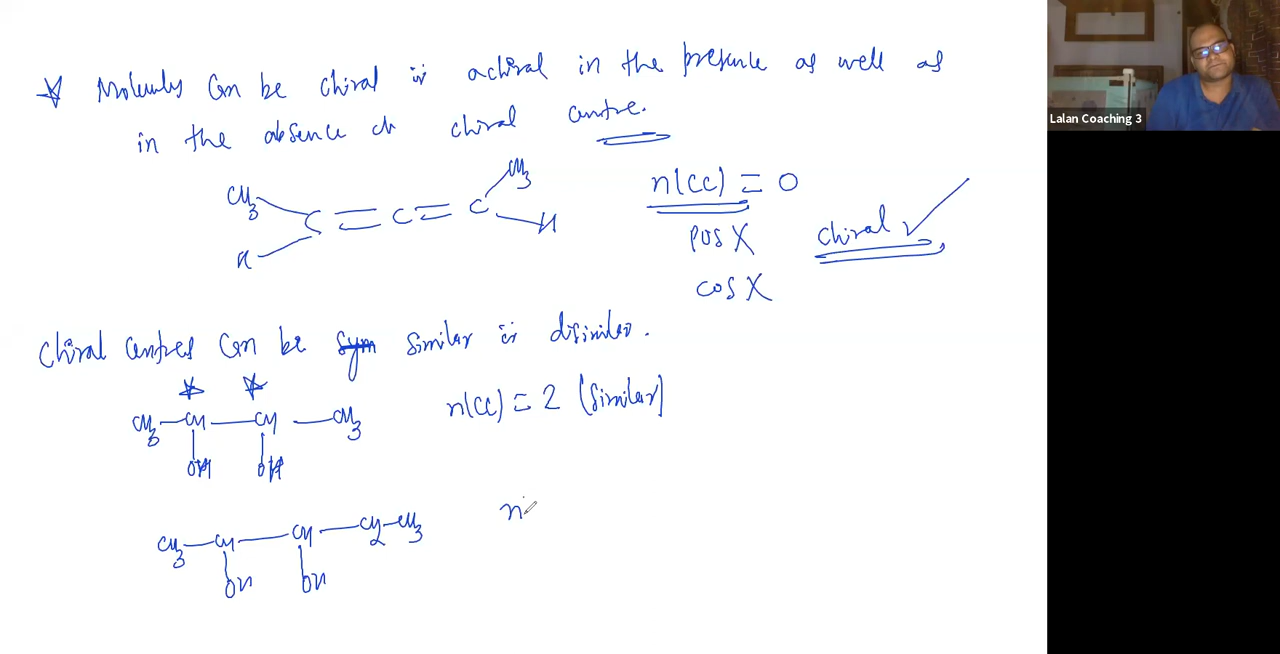 Molecules can be chiral or achiral in the presence as well as
in the absence of chiral centre.
CH3 CH3
C = C = C
H H
n(CC) = 0
POS X
COS X
chiral ✓
Chiral centres can be sym similar or disimilar.
CH3 - CH - CH - CH3
OH OH
n(CC) = 2 (similar)
CH3 - CH - CH - CH2 - CH3
OH OH
n
Lalan Coaching 3